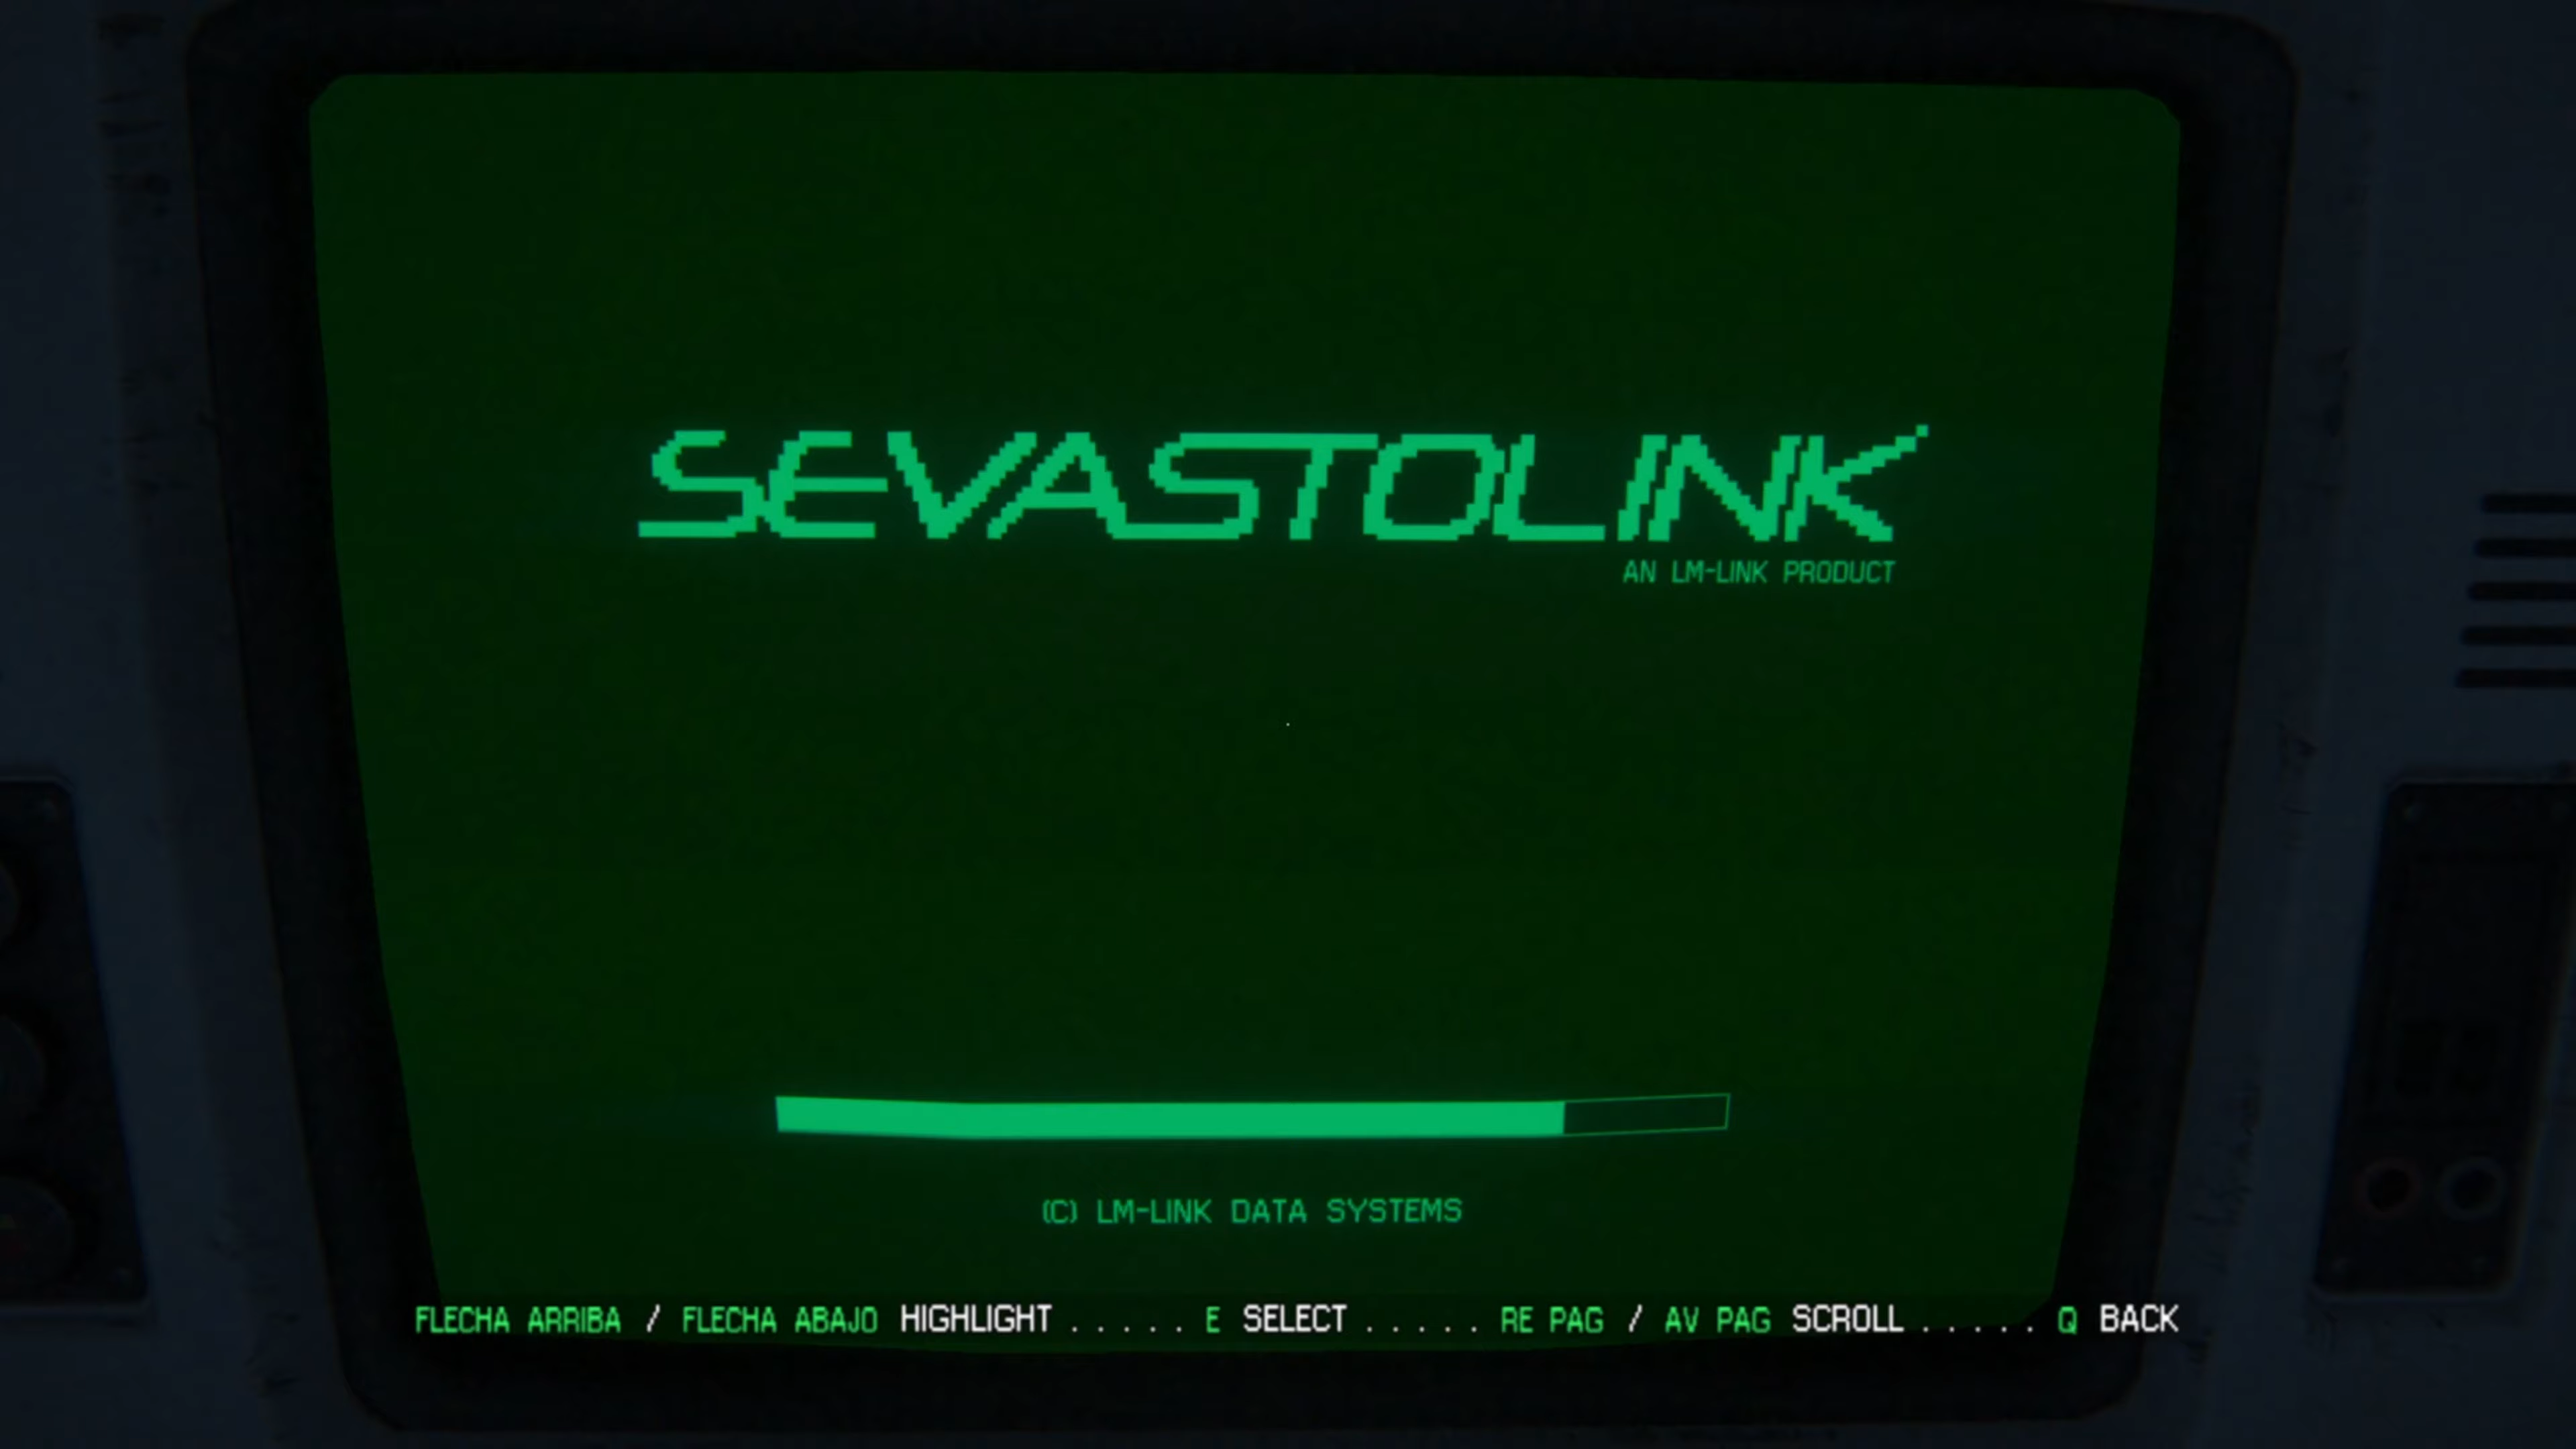 SEVASTOLINK
AN LM-LINK PRODUCT
(C) LM-LINK DATA SYSTEMS
FLECHA ARRIBA / FLECHA ABAJO HIGHLIGHT ..... E SELECT ..... RE PAG / AV PAG SCROLL ..... Q BACK